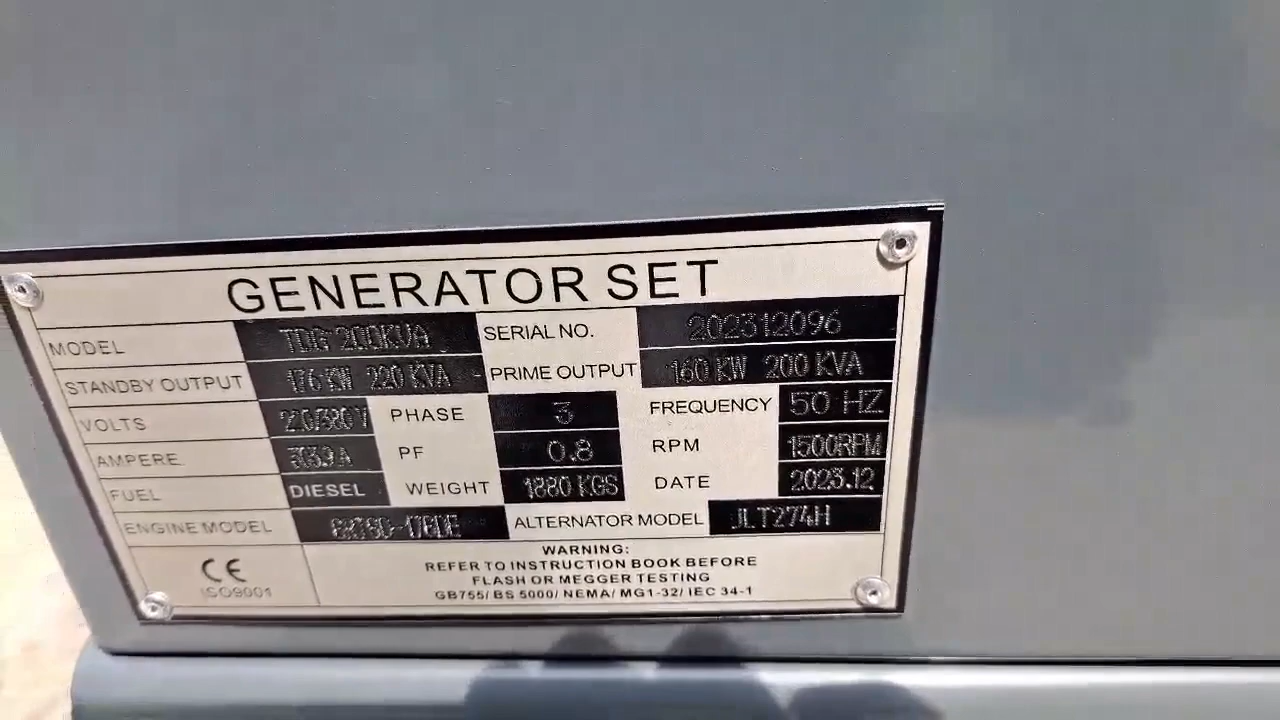 GENERATOR SET
MODEL TDG 200KVA SERIAL NO. 202312096
STANDBY OUTPUT 176 KW 220 KVA PRIME OUTPUT 160 KW 200 KVA
VOLTS PHASE 3 FREQUENCY 50 HZ
AMPERE PF 0.8 RPM 1500RPM
FUEL DIESEL WEIGHT 1880 KGS DATE 2023.12
ENGINE MODEL ALTERNATOR MODEL JLT274H
CE
ISO9001
WARNING:
REFER TO INSTRUCTION BOOK BEFORE
FLASH OR MEGGER TESTING
GB755/ BS 5000/ NEMA/ MG1-32/ IEC 34-1